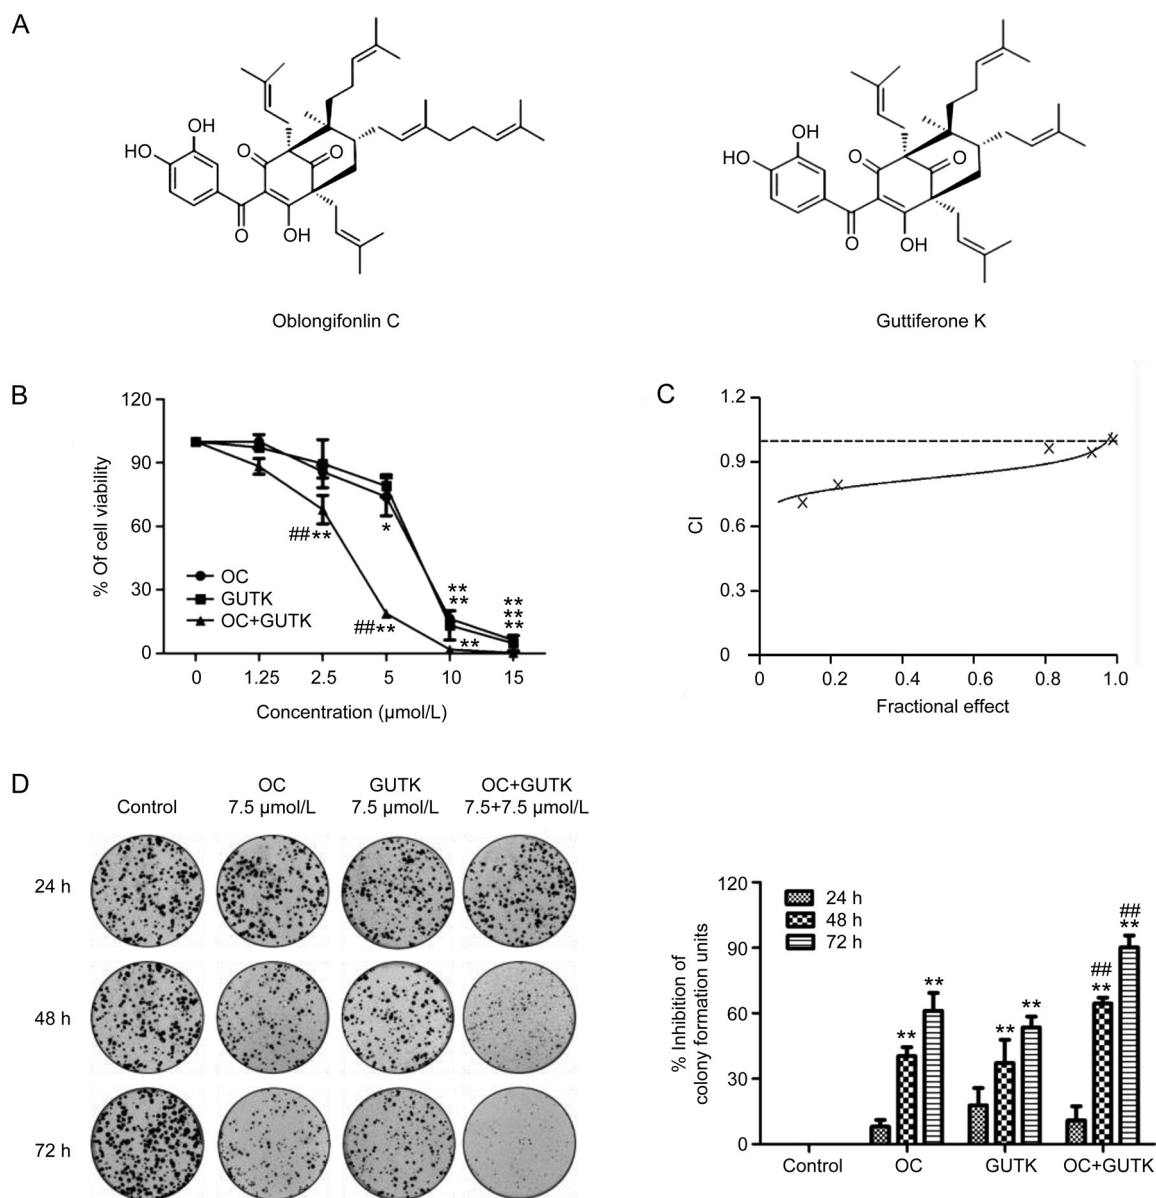 A
HO
OH
O
O
O
OH
HO
OH
O
O
O
OH
Oblongifonlin C
Guttiferone K
B
120
90
60
30
0
% Of cell viability
##**
*
##**
**
**
**
**
**
**
OC
GUTK
OC+GUTK
0 1.25 2.5 5 10 15
Concentration (µmol/L)
C
1.2
0.9
0.6
0.3
0
CI
0 0.2 0.4 0.6 0.8 1.0
Fractional effect
D
Control
OC
7.5 µmol/L
GUTK
7.5 µmol/L
OC+GUTK
7.5+7.5 µmol/L
24 h
48 h
72 h
120
90
60
30
0
% Inhibition of
colony formation units
24 h
48 h
72 h
**
**
**
**
##
**
##
**
Control OC GUTK OC+GUTK